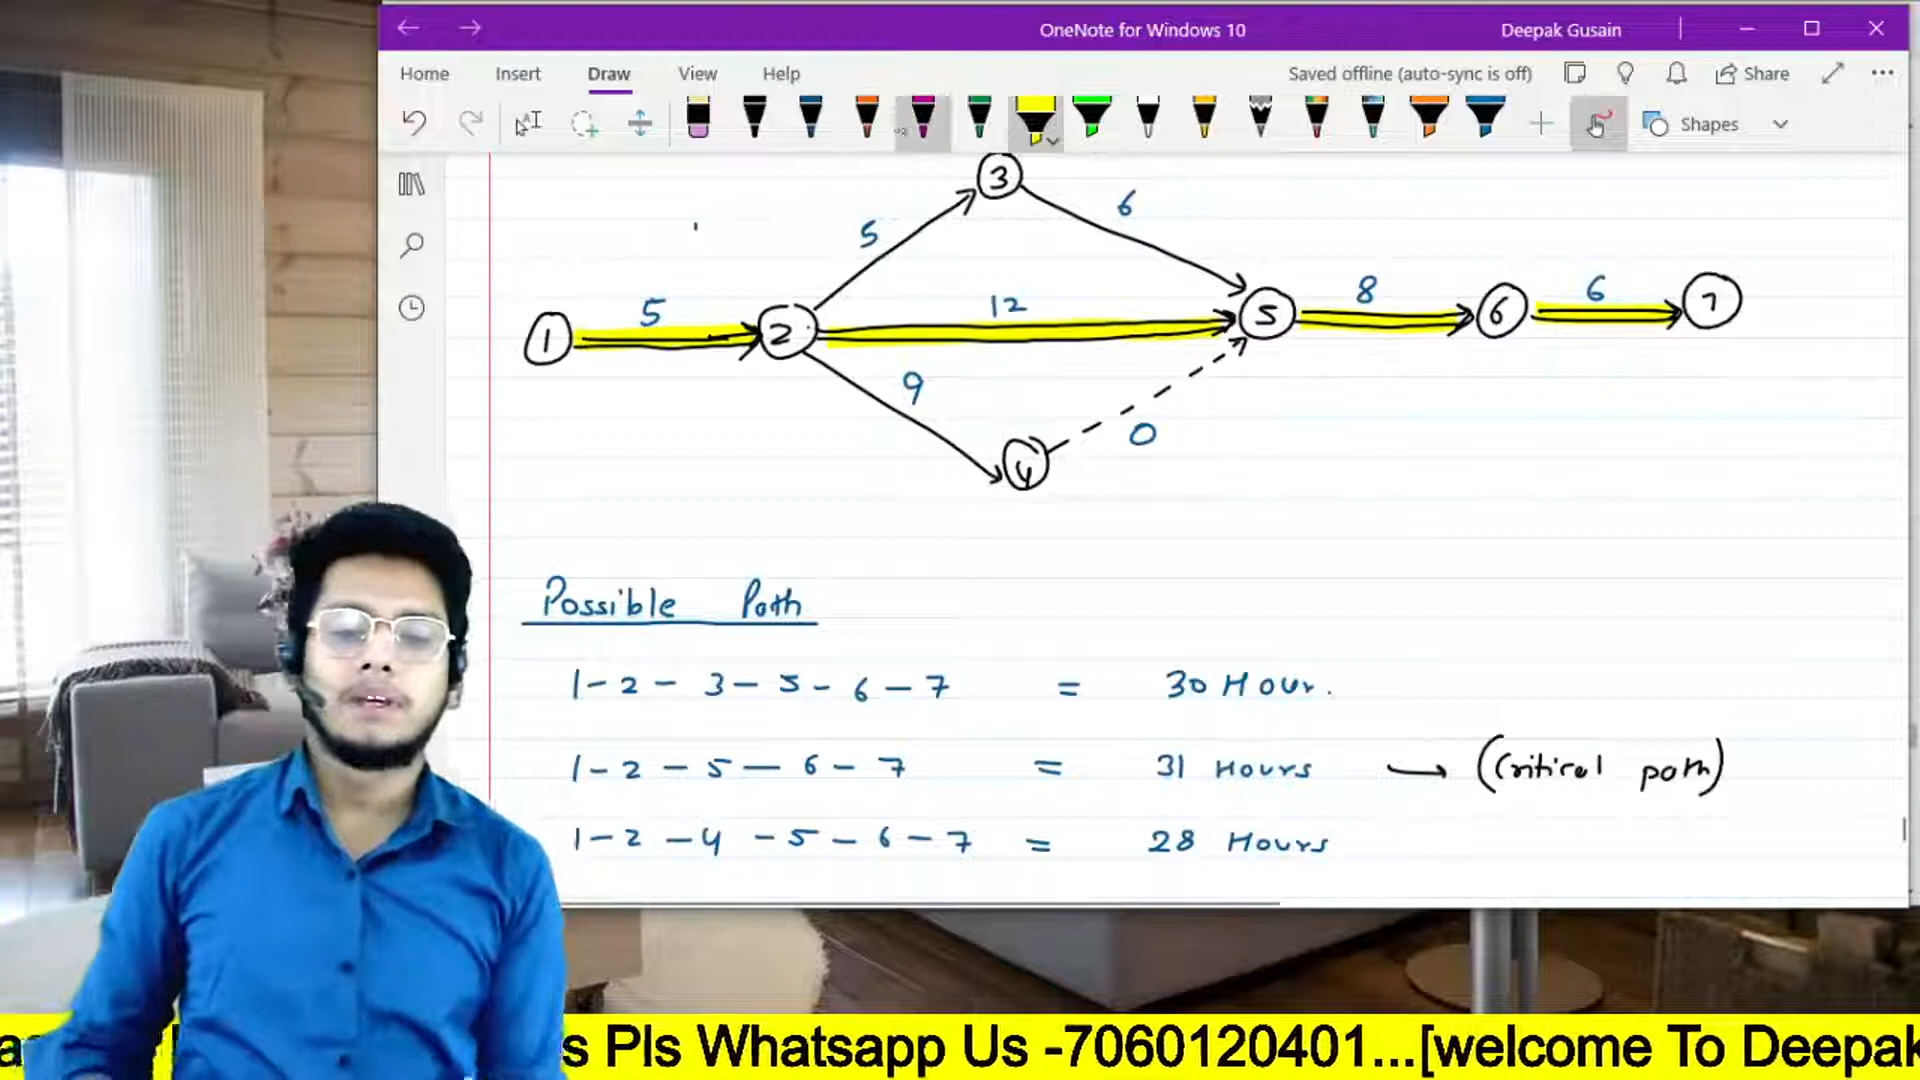 OneNote for Windows 10
Deepak Gusain
Home Insert Draw View Help
Saved offline (auto-sync is off)
Share
Shapes
3
5
6
1
5
2
12
5
8
6
6
7
9
4
0
Possible Path
1 - 2 - 3 - 5 - 6 - 7 = 30 Hour.
1 - 2 - 5 - 6 - 7 = 31 Hours → (Critical path)
1 - 2 - 4 - 5 - 6 - 7 = 28 Hours
s Pls Whatsapp Us -7060120401...[welcome To Deepak